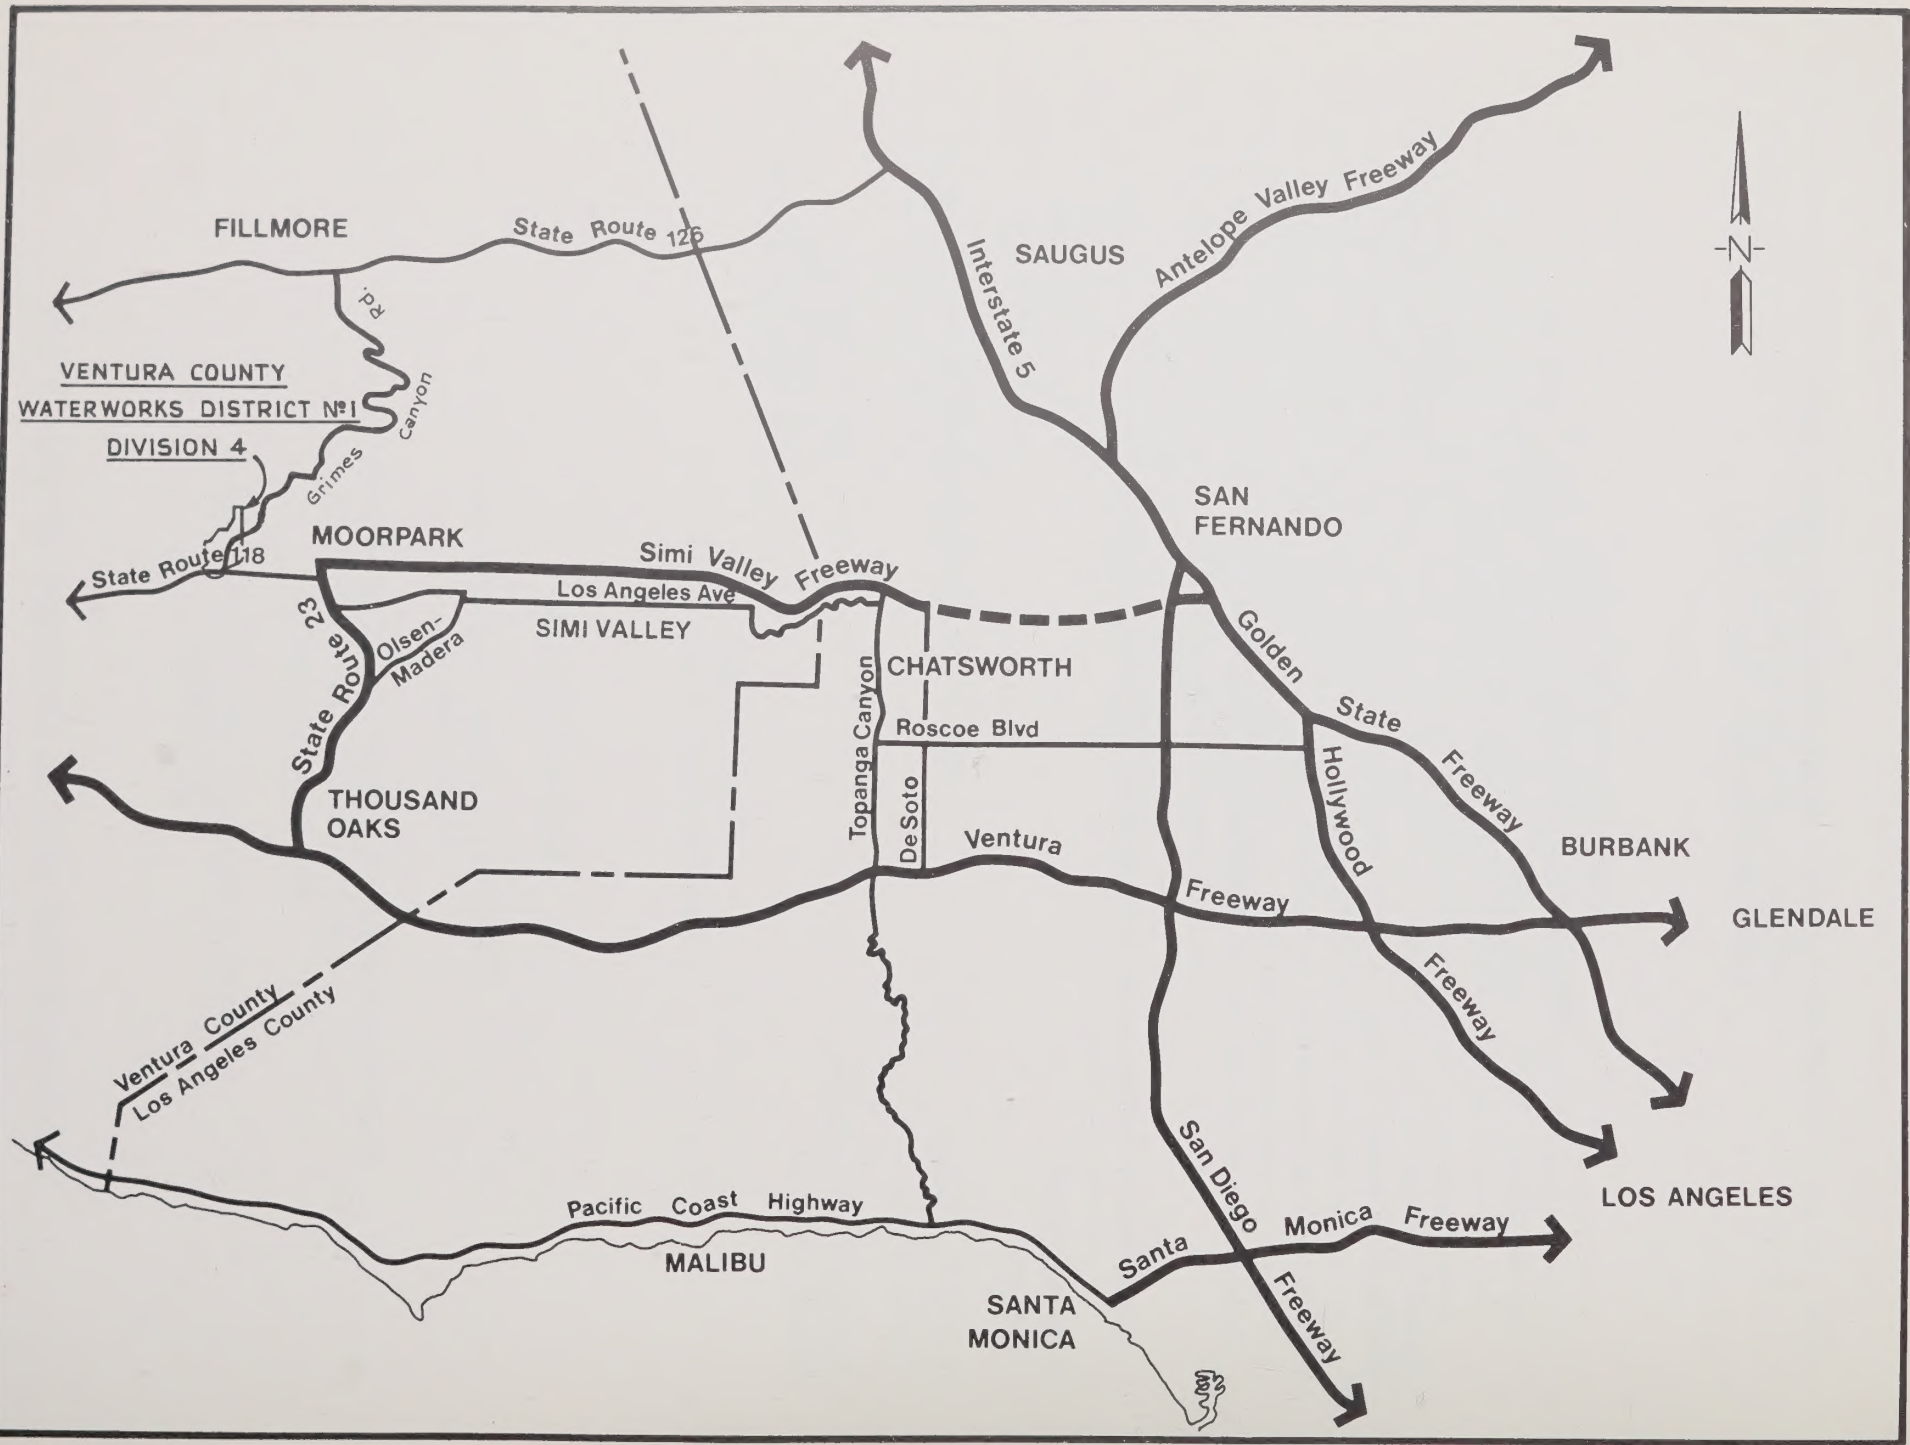 FILLMORE
State Route 126
Interstate 5
SAUGUS
Antelope Valley Freeway
-N-
Rd.
VENTURA COUNTY
WATERWORKS DISTRICT Nº1
DIVISION 4
Canyon
Grimes
SAN
FERNANDO
MOORPARK
State Route 118
Simi Valley Freeway
Los Angeles Ave
SIMI VALLEY
State Route 23
Olsen-
Madera
CHATSWORTH
Topanga Canyon
Roscoe Blvd
De Soto
Golden State Freeway
Hollywood Freeway
THOUSAND
OAKS
Ventura Freeway
BURBANK
GLENDALE
Ventura County
Los Angeles County
San Diego Freeway
LOS ANGELES
Pacific Coast Highway
MALIBU
Santa Monica Freeway
SANTA
MONICA